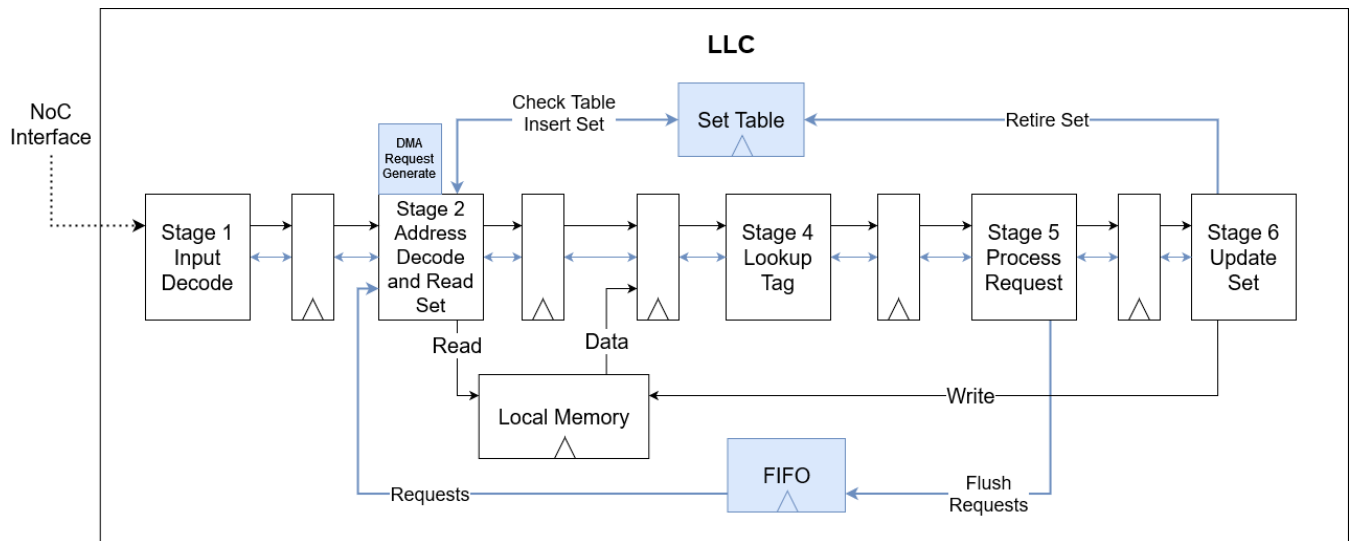 LLC
NoC
Interface
Check Table
Insert Set
Set Table
Retire Set
DMA
Request
Generate
Stage 1
Input
Decode
Stage 2
Address
Decode
and Read
Set
Stage 4
Lookup
Tag
Stage 5
Process
Request
Stage 6
Update
Set
Read
Data
Local Memory
Write
FIFO
Requests
Flush
Requests